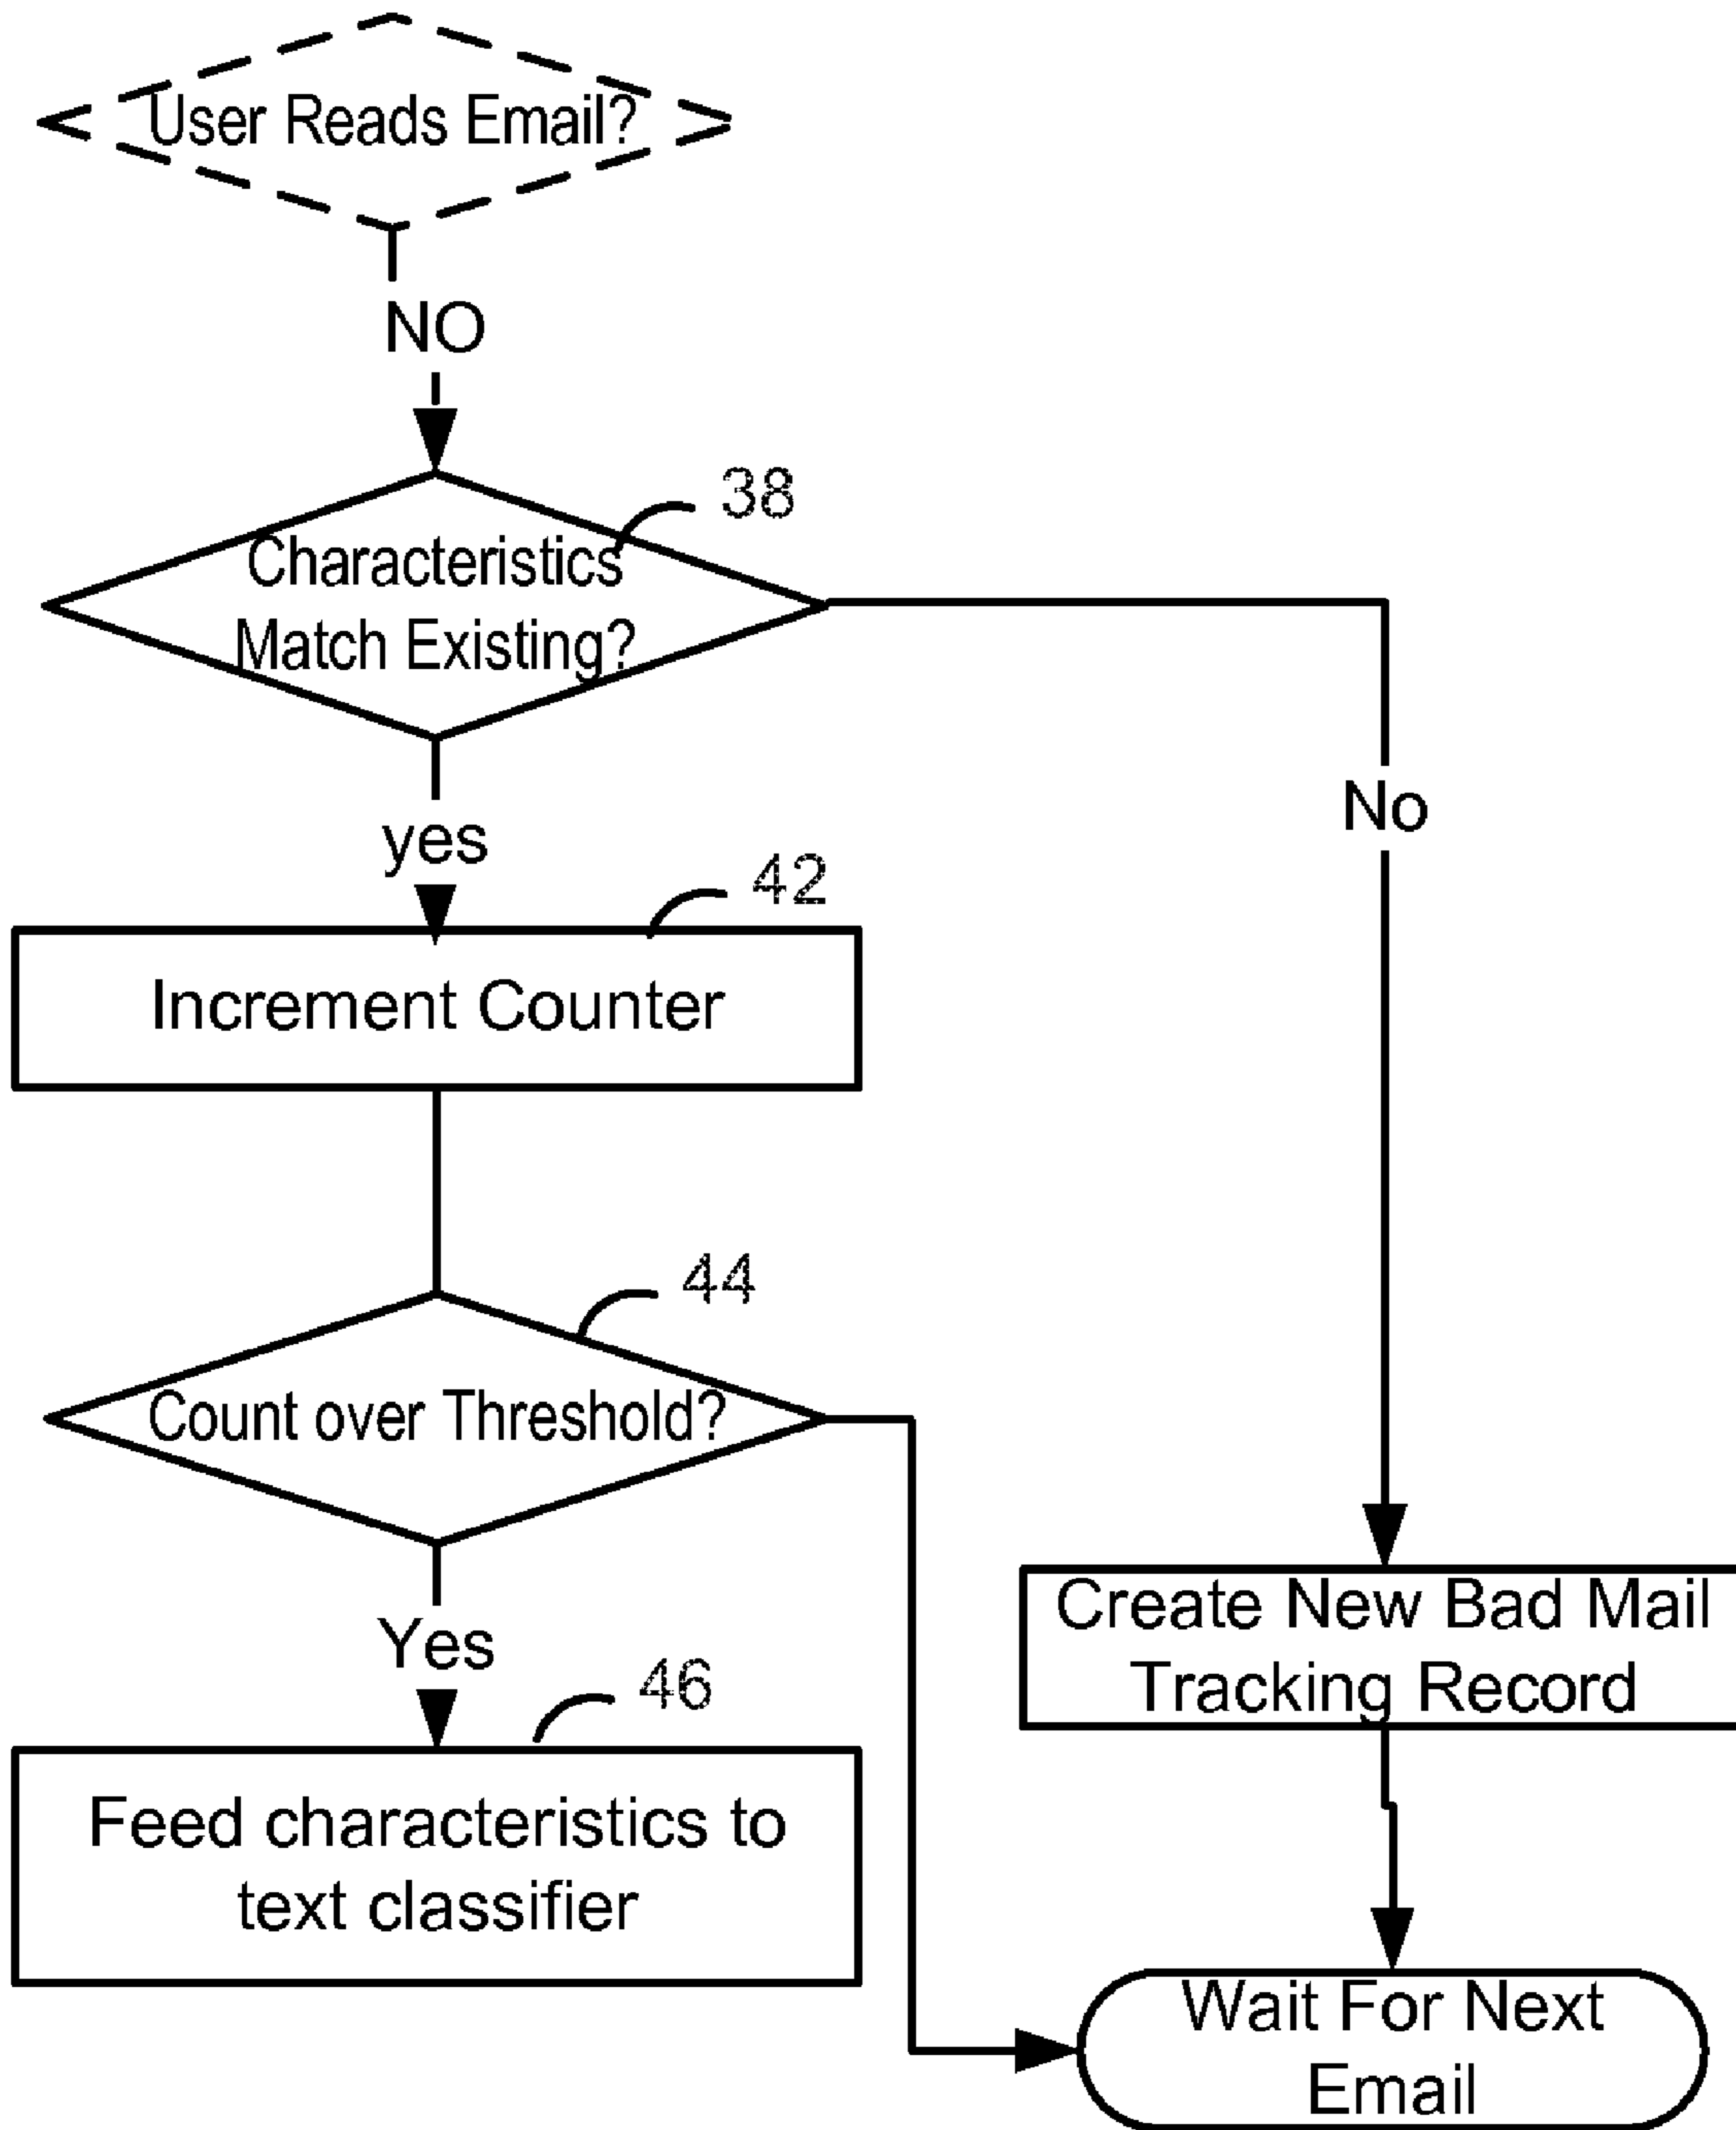 User Reads Email?
NO
38
Characteristics
Match Existing?
No
yes
42
Increment Counter
44
Count over Threshold?
Yes
46
Feed characteristics to
text classifier
Create New Bad Mail
Tracking Record
Wait For Next
Email